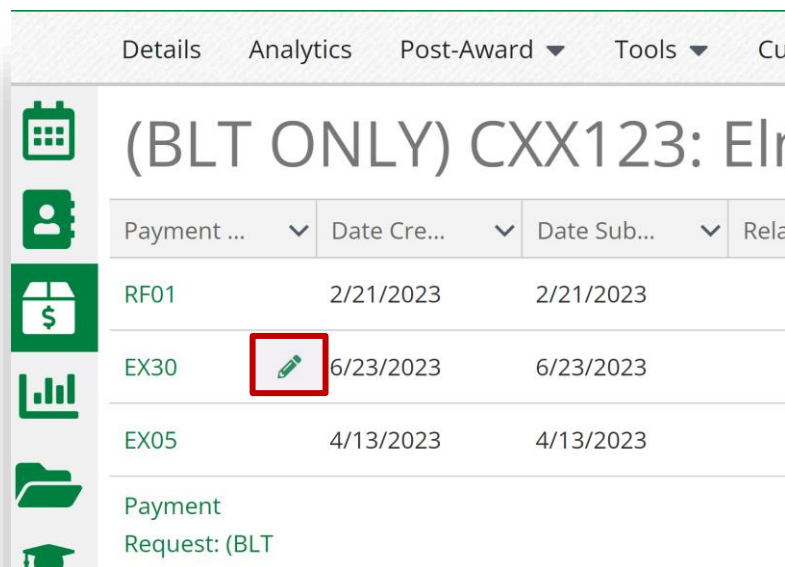 Details Analytics Post-Award Tools
(BLT ONLY) CXX123:
Payment ... Date Cre... Date Sub...
RF01 2/21/2023 2/21/2023
EX30 6/23/2023 6/23/2023
EX05 4/13/2023 4/13/2023
Payment
Request: (BLT